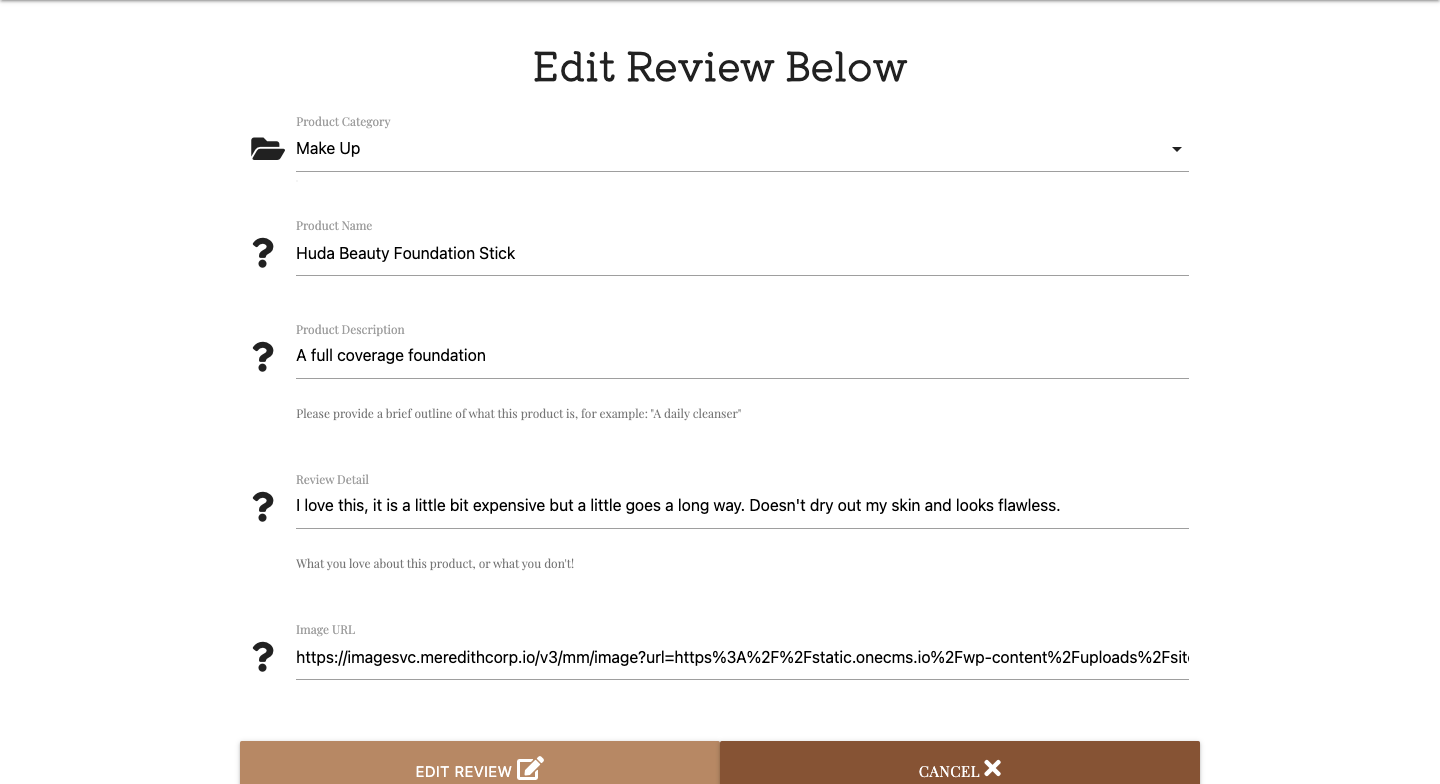 Edit Review Below
Product Category
Make Up
Product Name
Huda Beauty Foundation Stick
Product Description
A full coverage foundation
Please provide a brief outline of what this product is, for example: "A daily cleanser"
Review Detail
I love this, it is a little bit expensive but a little goes a long way. Doesn't dry out my skin and looks flawless.
What you love about this product, or what you don't!
Image URL
https://imagesvc.meredithcorp.io/v3/mm/image?url=https%3A%2F%2Fstatic.onecms.io%2Fwp-content%2Fuploads%2Fsit
EDIT REVIEW
CANCEL